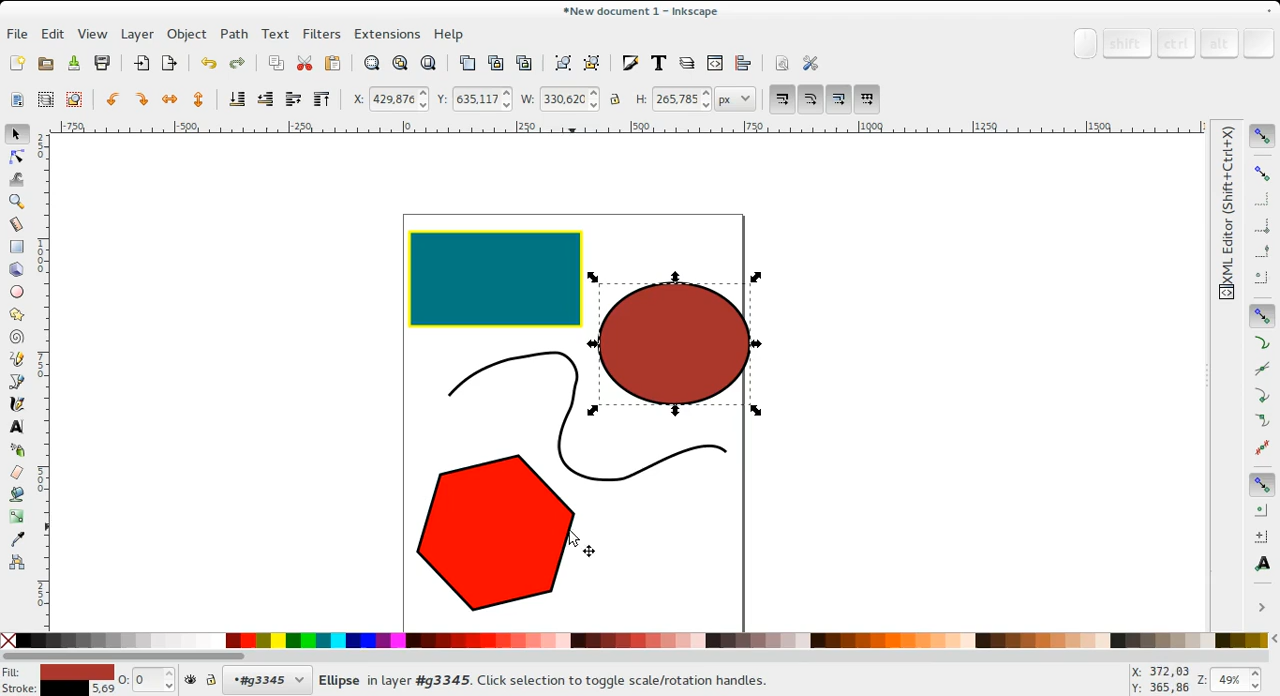 *New document 1 - Inkscape
File Edit View Layer Object Path Text Filters Extensions Help
shift ctrl alt
X: 429,876 Y: 635,117 W: 330,620 H: 265,785 px
-750 -500 -250 0 250 500 750 1000 1250 1500
XML Editor (Shift+Ctrl+X)
Fill: O: 0 •#g3345 Ellipse in layer #g3345. Click selection to toggle scale/rotation handles. X: 372,03 Z: 49%
Stroke: 5,69 Y: 365,86